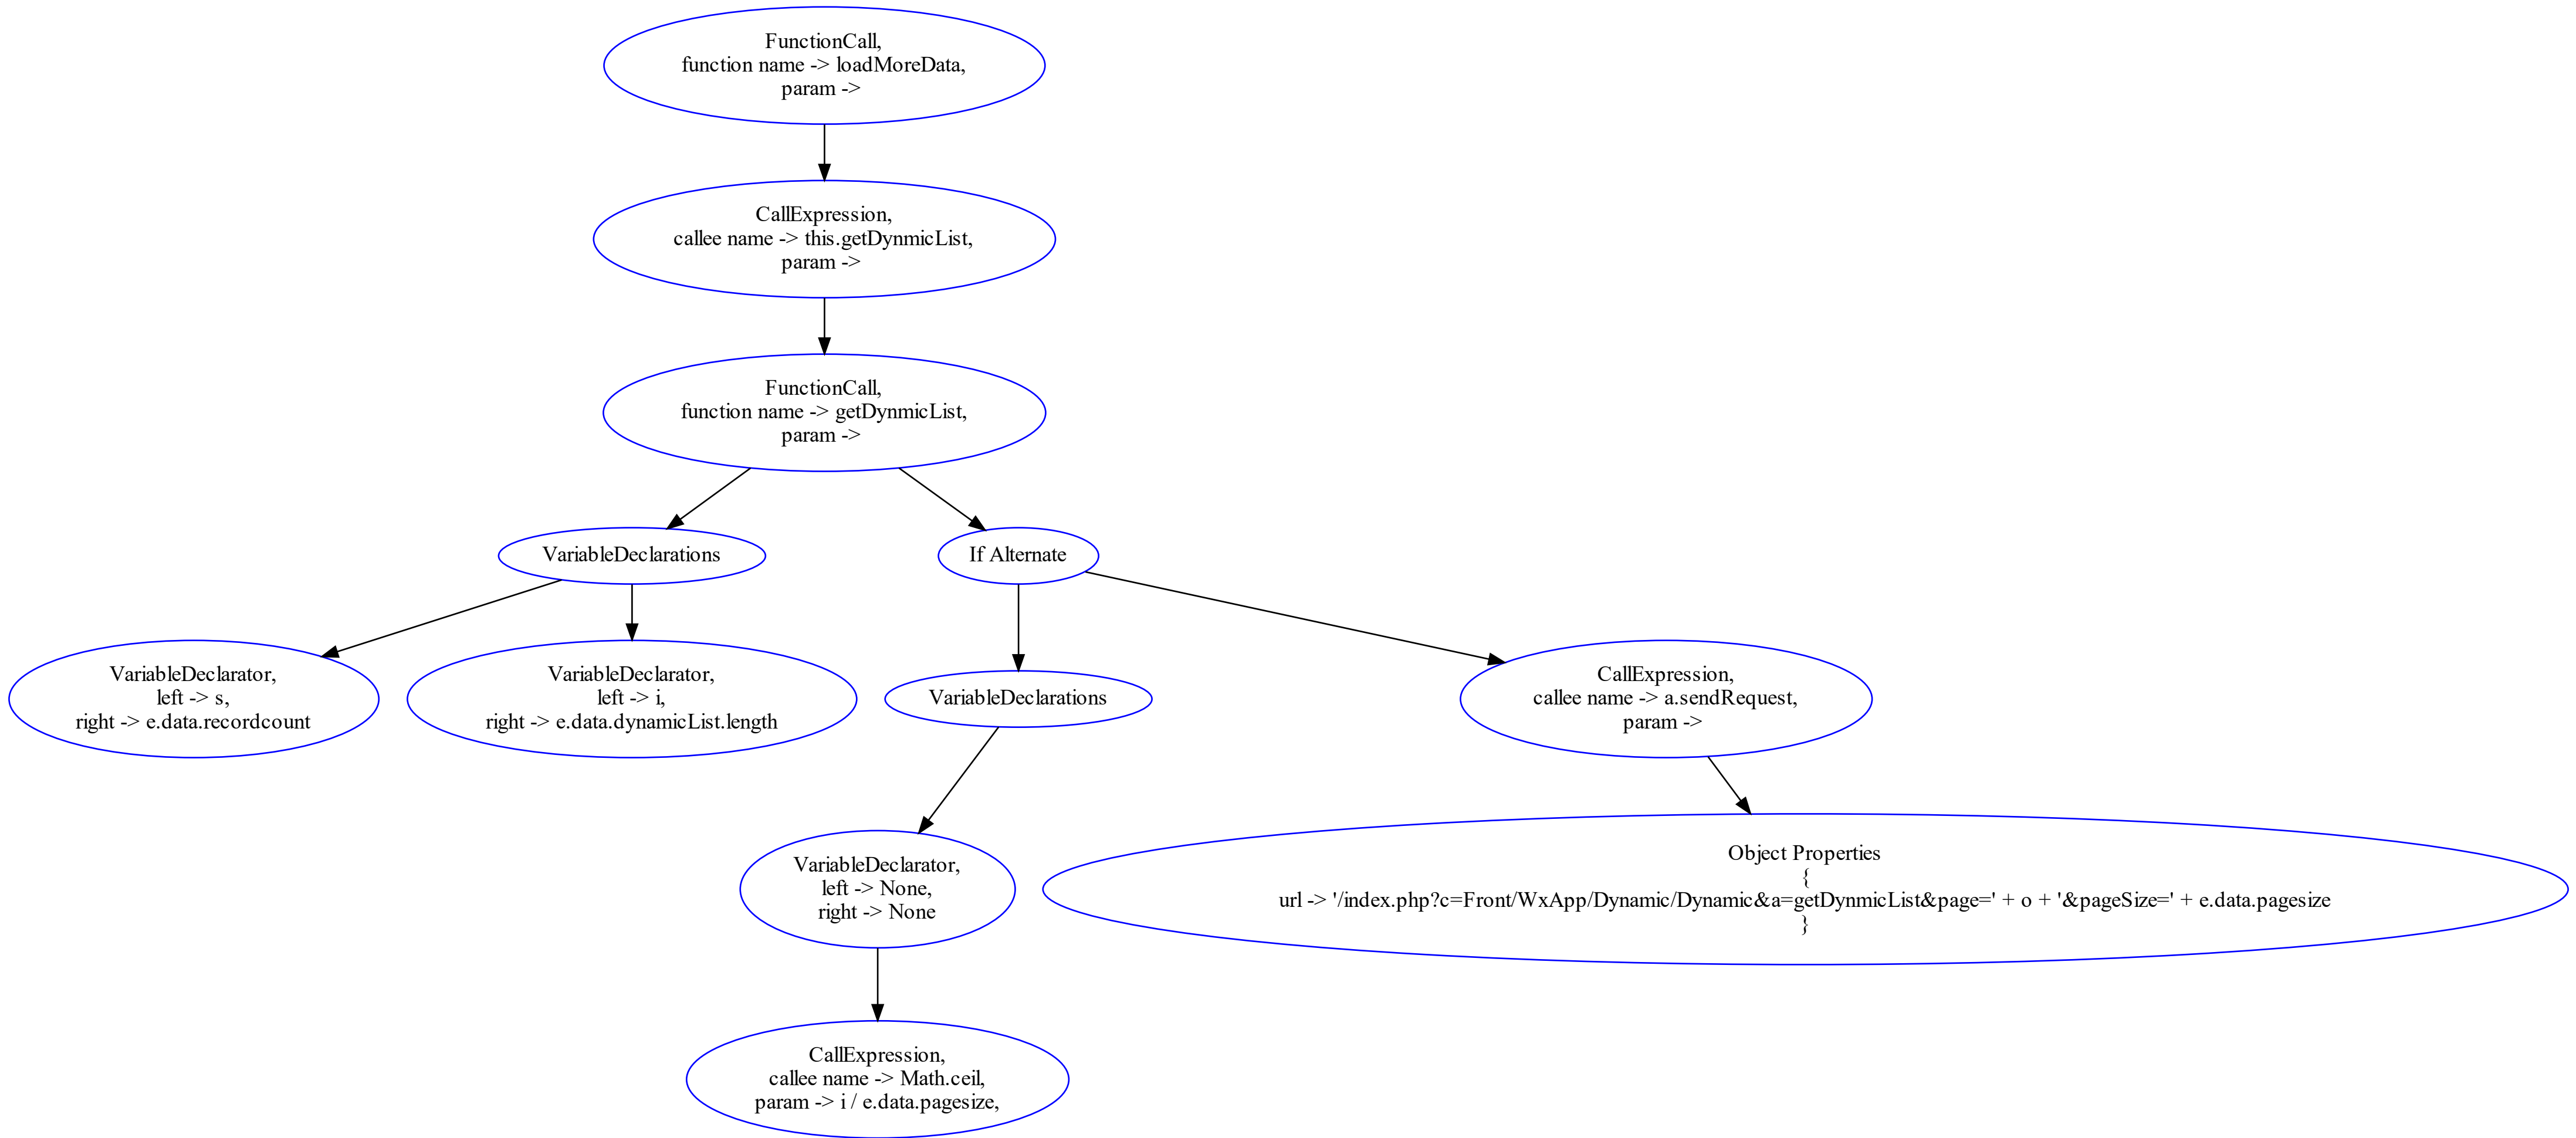 FunctionCall,
function name -> loadMoreData,
param ->
CallExpression,
callee name -> this.getDynmicList,
param ->
FunctionCall,
function name -> getDynmicList,
param ->
VariableDeclarations
If Alternate
VariableDeclarator,
left -> s,
right -> e.data.recordcount
VariableDeclarator,
left -> i,
right -> e.data.dynamicList.length
VariableDeclarations
CallExpression,
callee name -> a.sendRequest,
param ->
VariableDeclarator,
left -> None,
right -> None
Object Properties
{
url -> '/index.php?c=Front/WxApp/Dynamic/Dynamic&a=getDynmicList&page=' + o + '&pageSize=' + e.data.pagesize
}
CallExpression,
callee name -> Math.ceil,
param -> i / e.data.pagesize,